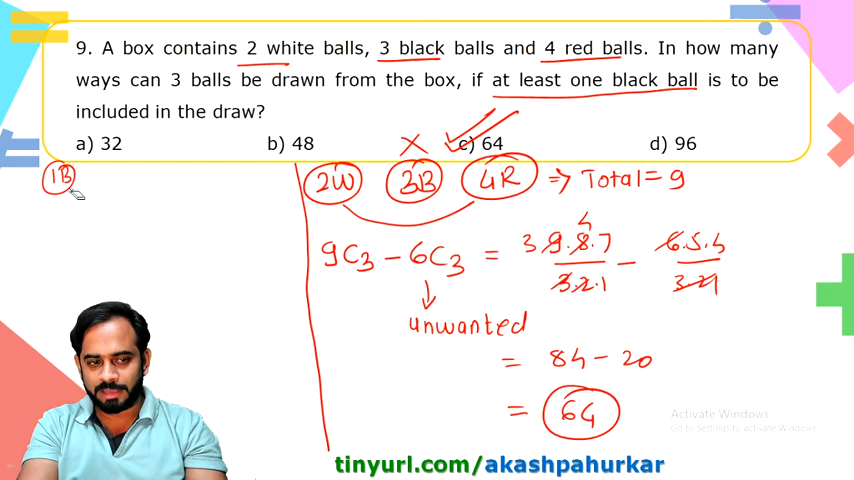 9. A box contains 2 white balls, 3 black balls and 4 red balls. In how many
ways can 3 balls be drawn from the box, if at least one black ball is to be
included in the draw?
a) 32 b) 48 c) 64 d) 96
1B
2W 3B 4R => Total = 9
9C3 - 6C3 = 3 4 9.8.7 / 3.2.1 - 6.5.4 / 3.2.1
unwanted
= 84 - 20
= 64
Activate Windows
Go to Settings to activate Windows.
tinyurl.com/akashpahurkar